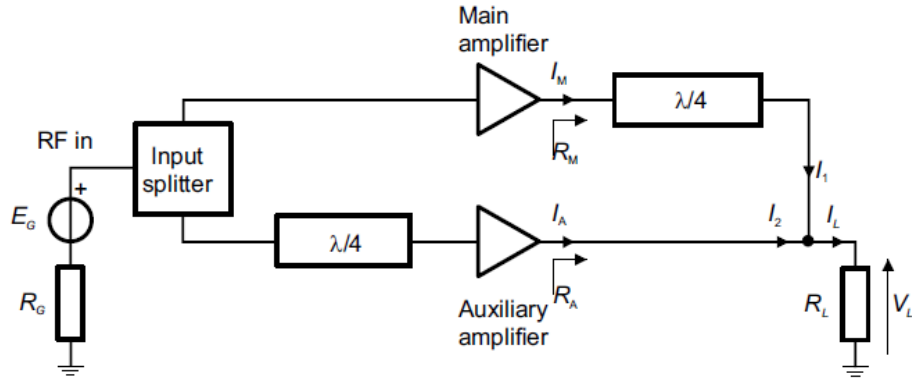 Main
amplifier
I_M
λ/4
R_M
I_1
RF in
Input
splitter
+
E_G
R_G
λ/4
I_A
R_A
Auxiliary
amplifier
I_2
I_L
R_L
V_L